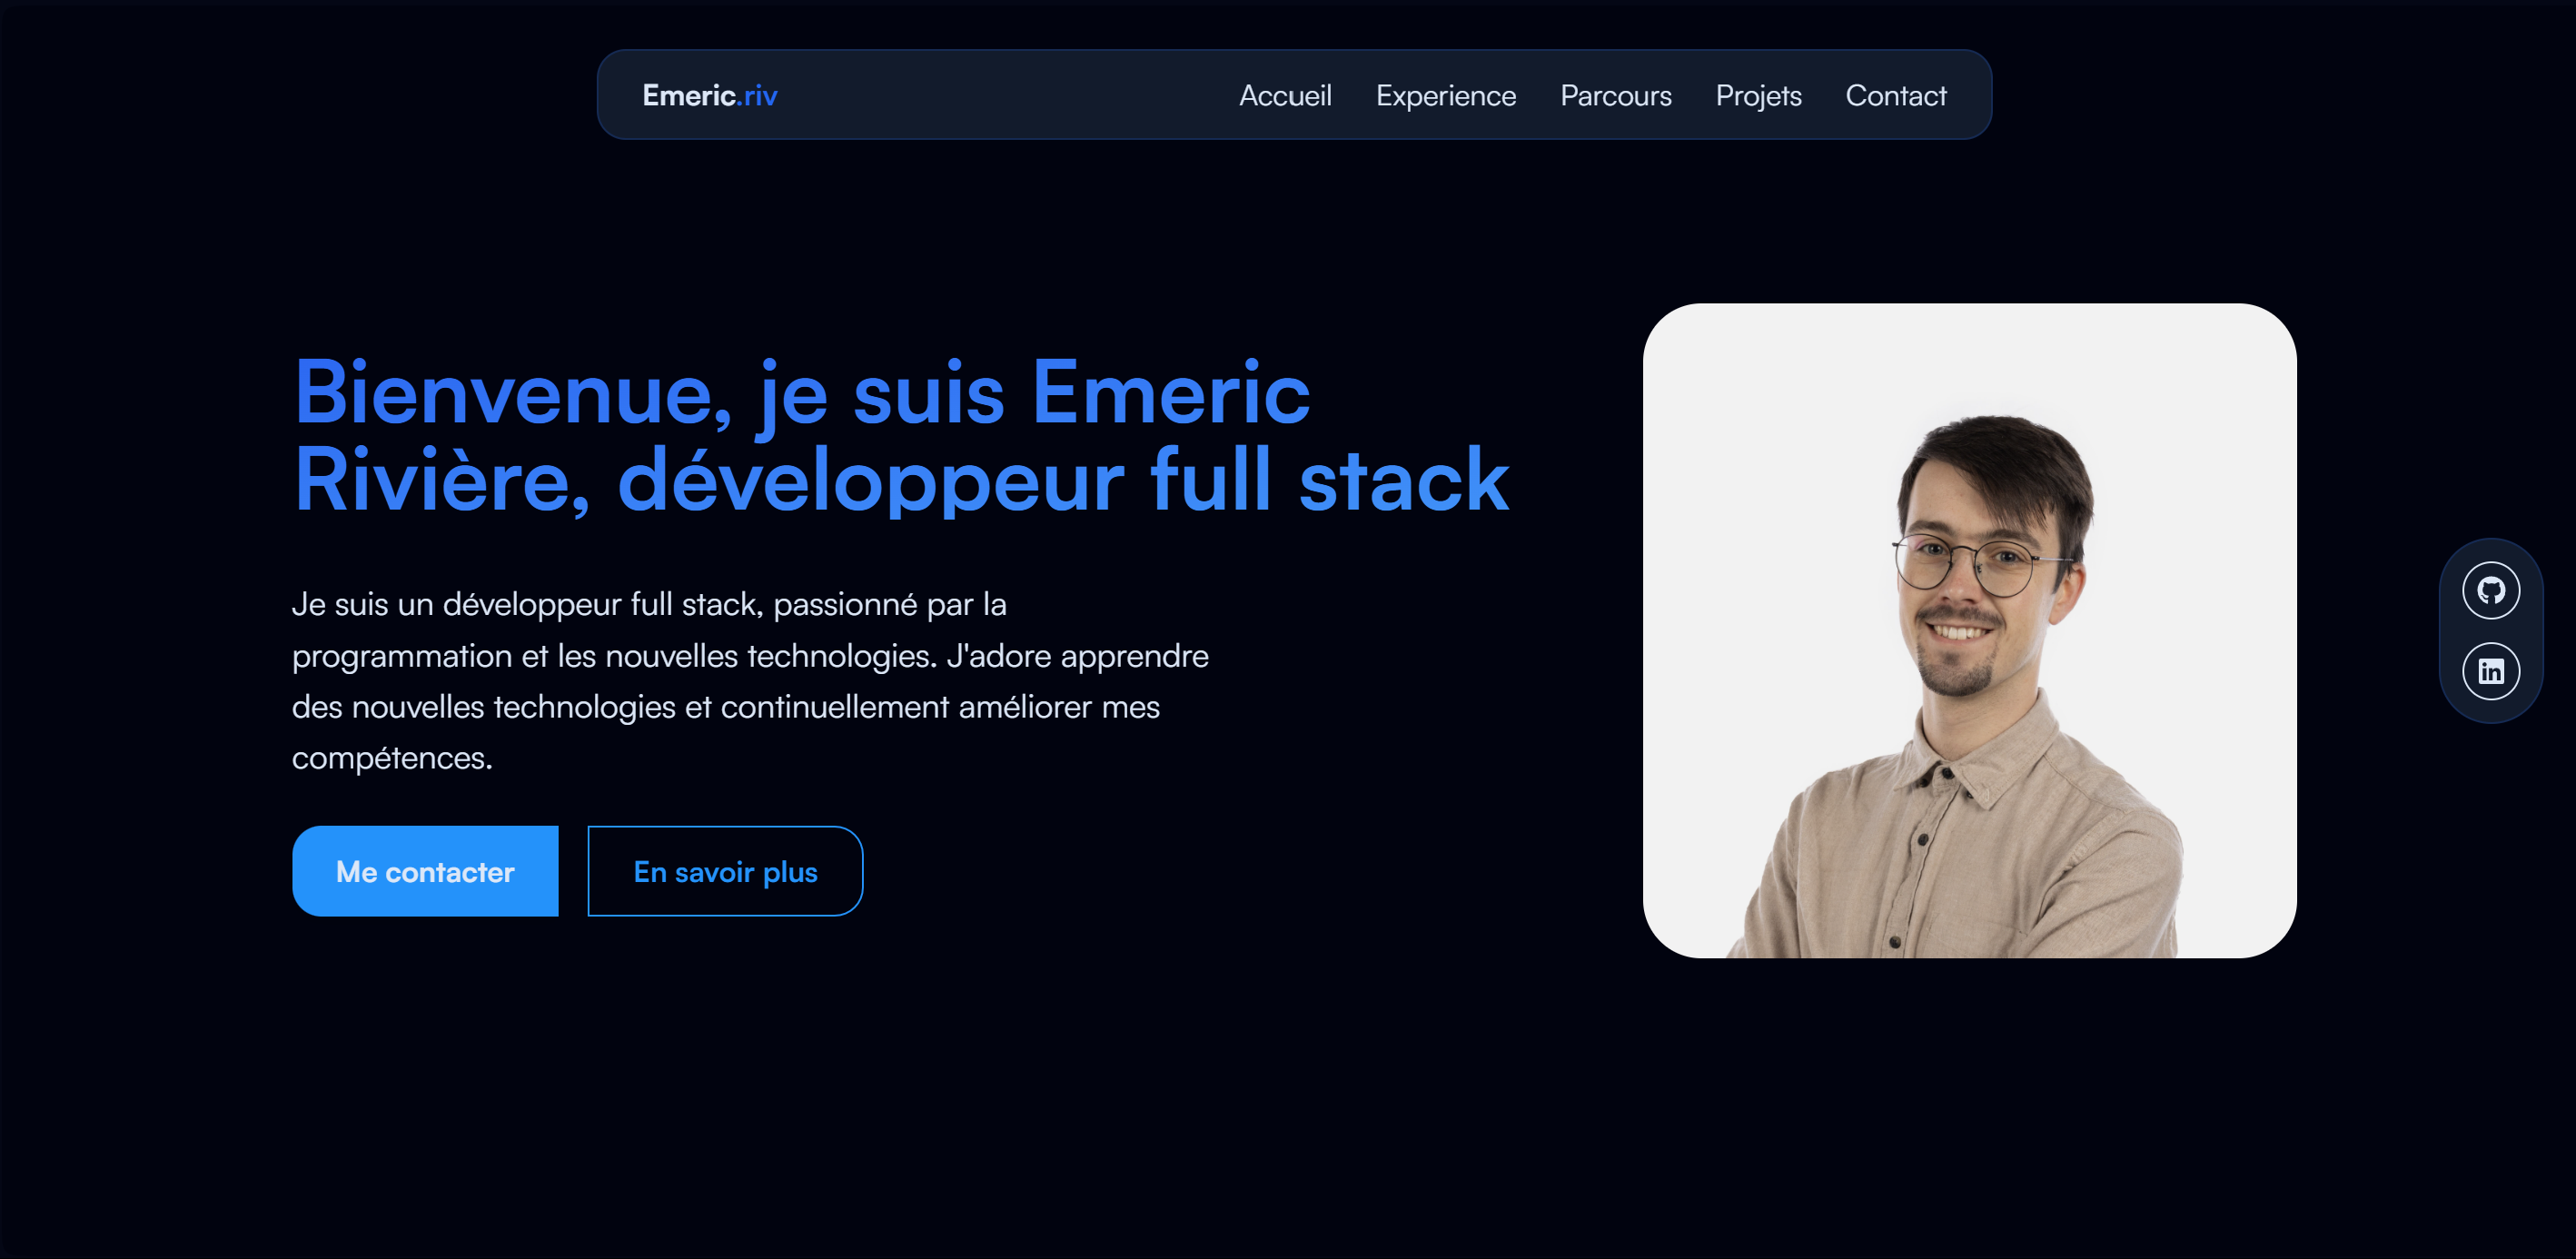 Emeric.riv
Accueil Experience Parcours Projets Contact
Bienvenue, je suis Emeric
Rivière, développeur full stack
Je suis un développeur full stack, passionné par la
programmation et les nouvelles technologies. J'adore apprendre
des nouvelles technologies et continuellement améliorer mes
compétences.
Me contacter
En savoir plus
in